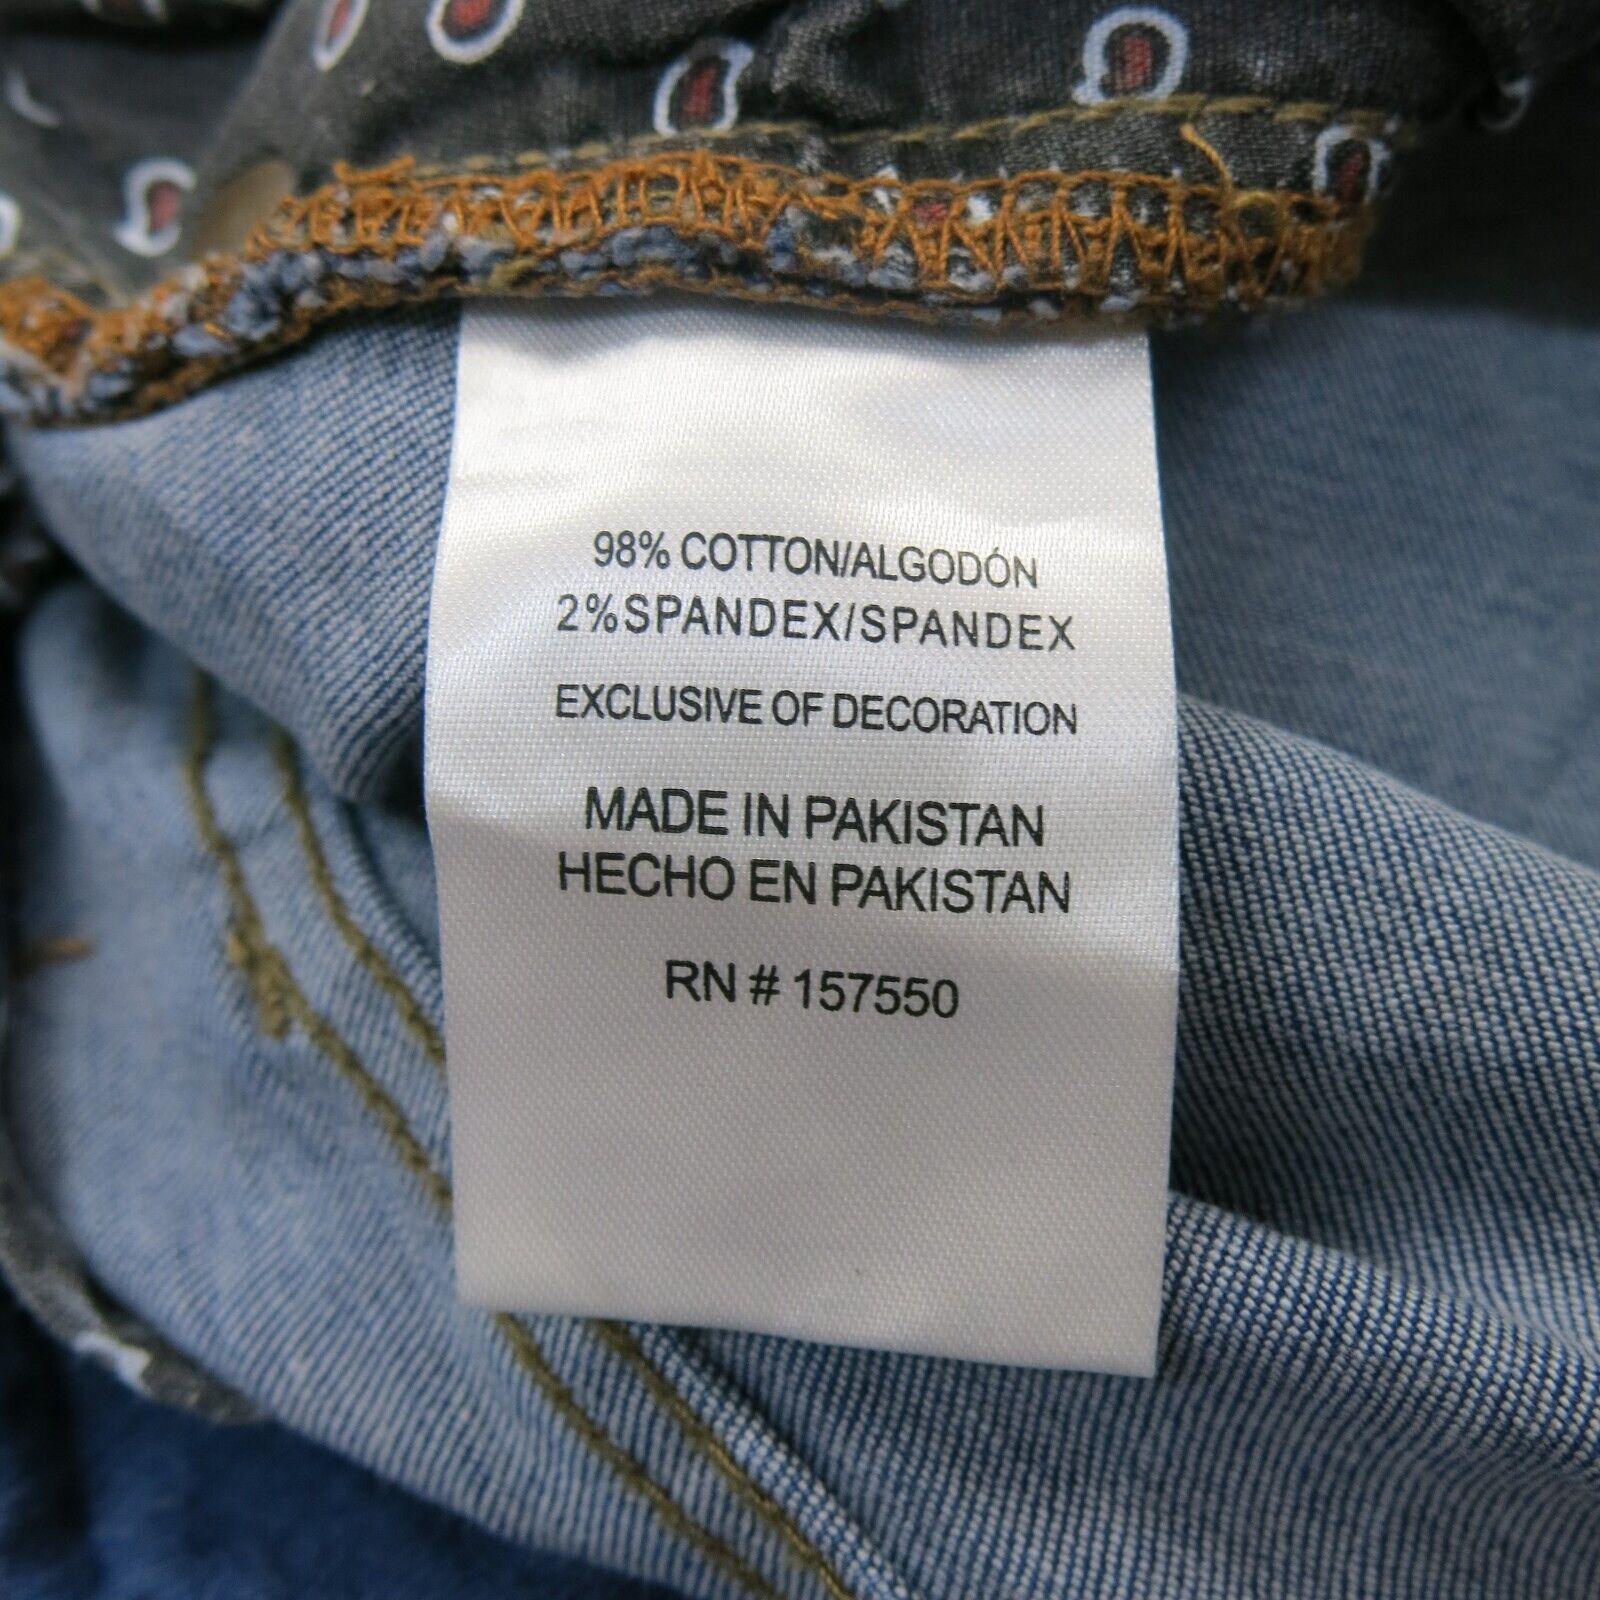 98% COTTON/ALGODÓN
2%SPANDEX/SPANDEX
EXCLUSIVE OF DECORATION
MADE IN PAKISTAN
HECHO EN PAKISTAN
RN # 157550